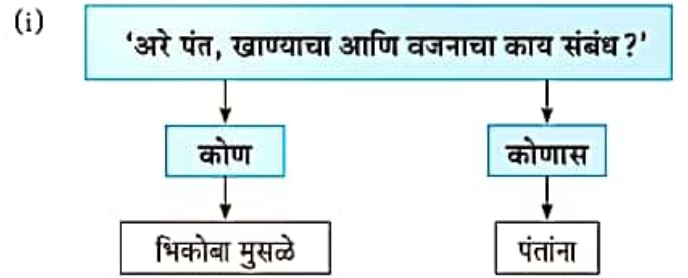 (i)
‘अरे पंत, खाण्याचा आणि वजनाचा काय संबंध?’
कोण
कोणास
भिकोबा मुसळे
पंतांना